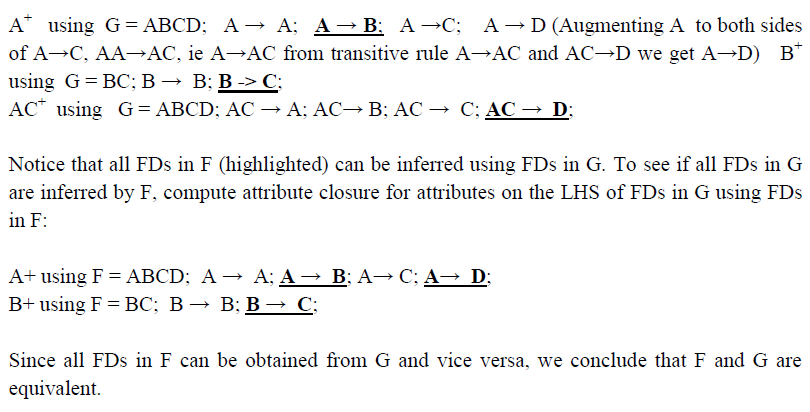 A⁺ using G = ABCD; A → A; A → B; A →C; A → D (Augmenting A to both sides
of A→C, AA→AC, ie A→AC from transitive rule A→AC and AC→D we get A→D) B⁺
using G = BC; B → B; B -> C;
AC⁺ using G = ABCD; AC → A; AC→ B; AC → C; AC → D;
Notice that all FDs in F (highlighted) can be inferred using FDs in G. To see if all FDs in G
are inferred by F, compute attribute closure for attributes on the LHS of FDs in G using FDs
in F:
A+ using F = ABCD; A → A; A → B; A→ C; A→ D;
B+ using F = BC; B → B; B → C;
Since all FDs in F can be obtained from G and vice versa, we conclude that F and G are
equivalent.